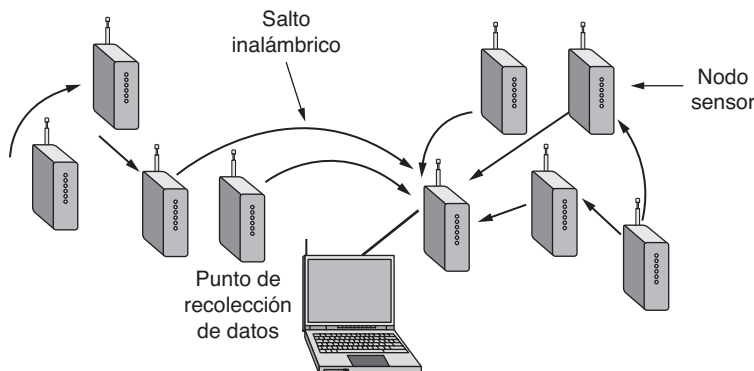 Salto
inalámbrico
Nodo
sensor
Punto de
recolección
de datos